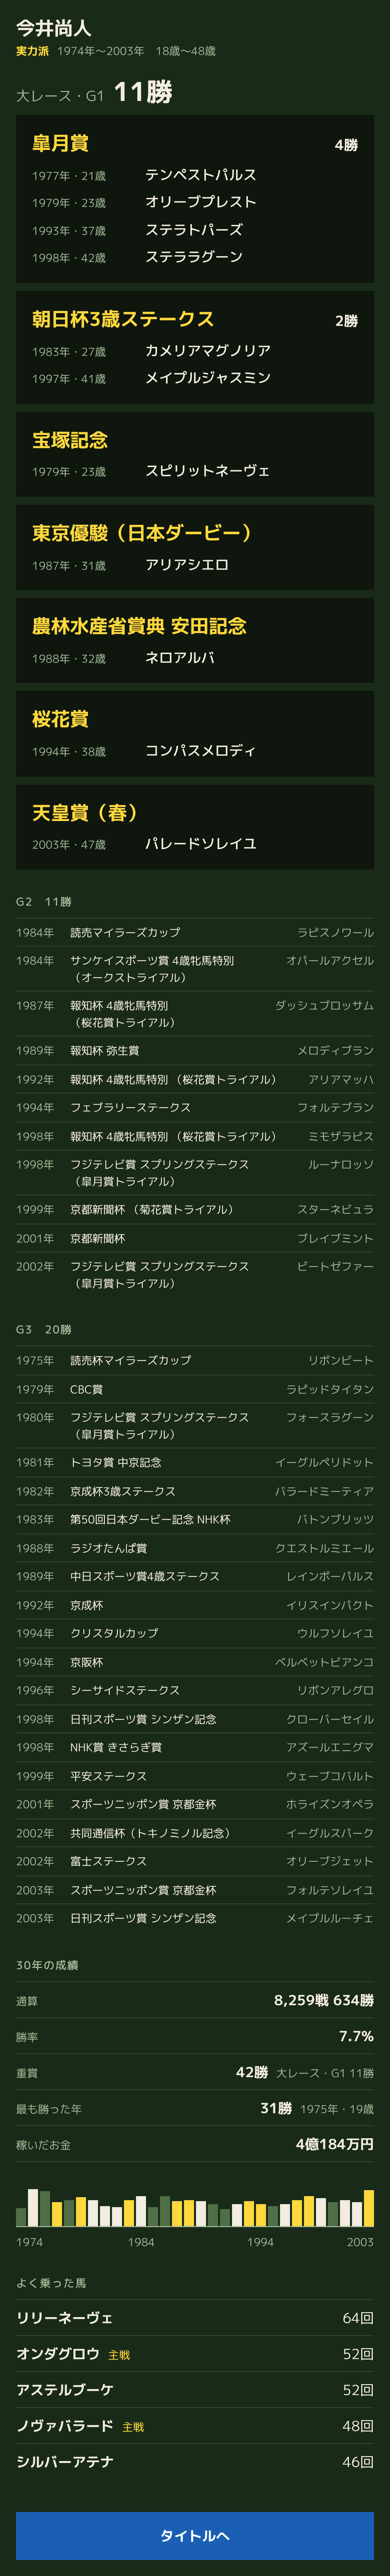 今井尚人
実力派 1974年〜2003年 18歳〜48歳
大レース・G1 11勝
皐月賞 4勝
1977年・21歳 テンペストパルス
1979年・23歳 オリーブプレスト
1993年・37歳 ステラトパーズ
1998年・42歳 ステララグーン
朝日杯3歳ステークス 2勝
1983年・27歳 カメリアマグノリア
1997年・41歳 メイプルジャスミン
宝塚記念
1979年・23歳 スピリットネーヴェ
東京優駿（日本ダービー）
1987年・31歳 アリアシエロ
農林水産省賞典 安田記念
1988年・32歳 ネロアルバ
桜花賞
1994年・38歳 コンパスメロディ
天皇賞（春）
2003年・47歳 パレードソレイユ
G2 11勝
1984年 読売マイラーズカップ ラピスノワール
1984年 サンケイスポーツ賞 4歳牝馬特別 オパールアクセル
（オークストライアル）
1987年 報知杯 4歳牝馬特別 ダッシュブロッサム
（桜花賞トライアル）
1989年 報知杯 弥生賞 メロディブラン
1992年 報知杯 4歳牝馬特別 （桜花賞トライアル） アリアマッハ
1994年 フェブラリーステークス フォルテブラン
1998年 報知杯 4歳牝馬特別 （桜花賞トライアル） ミモザラピス
1998年 フジテレビ賞 スプリングステークス ルーナロッソ
（皐月賞トライアル）
1999年 京都新聞杯 （菊花賞トライアル） スターネビュラ
2001年 京都新聞杯 ブレイブミント
2002年 フジテレビ賞 スプリングステークス ビートゼファー
（皐月賞トライアル）
G3 20勝
1975年 読売杯マイラーズカップ リボンビート
1979年 CBC賞 ラピッドタイタン
1980年 フジテレビ賞 スプリングステークス フォースラグーン
（皐月賞トライアル）
1981年 トヨタ賞 中京記念 イーグルペリドット
1982年 京成杯3歳ステークス バラードミーティア
1983年 第50回日本ダービー記念 NHK杯 バトンブリッツ
1988年 ラジオたんぱ賞 クエストルミエール
1989年 中日スポーツ賞4歳ステークス レインボーパルス
1992年 京成杯 イリスインパクト
1994年 クリスタルカップ ウルフソレイユ
1994年 京阪杯 ベルベットビアンコ
1996年 シーサイドステークス リボンアレグロ
1998年 日刊スポーツ賞 シンザン記念 クローバーセイル
1998年 NHK賞 きさらぎ賞 アズールエニグマ
1999年 平安ステークス ウェーブコバルト
2001年 スポーツニッポン賞 京都金杯 ホライズンオペラ
2002年 共同通信杯（トキノミノル記念） イーグルスパーク
2002年 富士ステークス オリーブジェット
2003年 スポーツニッポン賞 京都金杯 フォルテソレイユ
2003年 日刊スポーツ賞 シンザン記念 メイプルルーチェ
30年の成績
通算 8,259戦 634勝
勝率 7.7%
重賞 42勝 大レース・G1 11勝
最も勝った年 31勝 1975年・19歳
稼いだお金 4億184万円
1974 1984 1994 2003
よく乗った馬
リリーネーヴェ 64回
オンダグロウ 主戦 52回
アステルブーケ 52回
ノヴァバラード 主戦 48回
シルバーアテナ 46回
タイトルへ